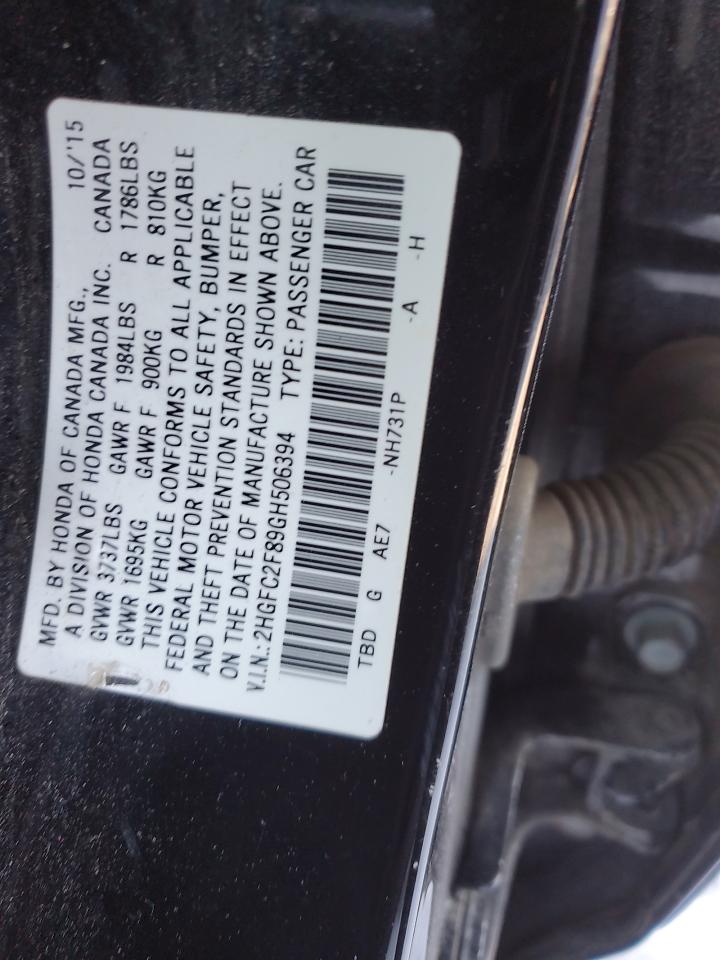 MFD. BY HONDA OF CANADA MFG., 10/'15
A DIVISION OF HONDA CANADA INC. CANADA
GVWR 3737LBS GAWR F 1984LBS R 1786LBS
GVWR 1695KG GAWR F 900KG R 810KG
THIS VEHICLE CONFORMS TO ALL APPLICABLE
FEDERAL MOTOR VEHICLE SAFETY, BUMPER,
AND THEFT PREVENTION STANDARDS IN EFFECT
ON THE DATE OF MANUFACTURE SHOWN ABOVE.
V.I.N.: 2HGFC2F89GH506394 TYPE: PASSENGER CAR
TBD G AE7 -NH731P -A -H